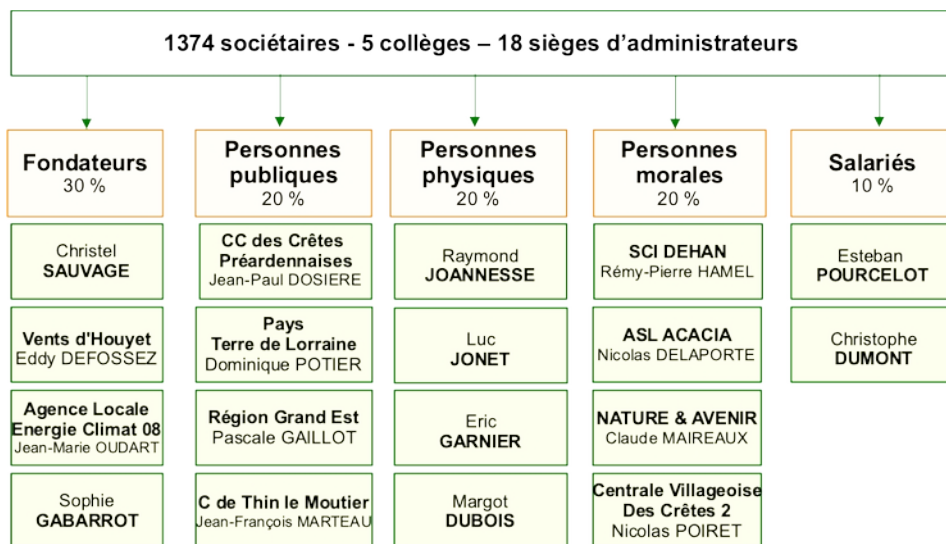 1374 sociétaires - 5 collèges – 18 sièges d'administrateurs
Fondateurs
30 %
Personnes
publiques
20 %
Personnes
physiques
20 %
Personnes
morales
20 %
Salariés
10 %
Christel
SAUVAGE
CC des Crêtes
Préardennaises
Jean-Paul DOSIERE
Raymond
JOANNESSE
SCI DEHAN
Rémy-Pierre HAMEL
Esteban
POURCELOT
Vents d'Houyet
Eddy DEFOSSEZ
Pays
Terre de Lorraine
Dominique POTIER
Luc
JONET
ASL ACACIA
Nicolas DELAPORTE
Christophe
DUMONT
Agence Locale
Energie Climat 08
Jean-Marie OUDART
Région Grand Est
Pascale GAILLOT
Eric
GARNIER
NATURE & AVENIR
Claude MAIREAUX
Sophie
GABARROT
C de Thin le Moutier
Jean-François MARTEAU
Margot
DUBOIS
Centrale Villageoise
Des Crêtes 2
Nicolas POIRET